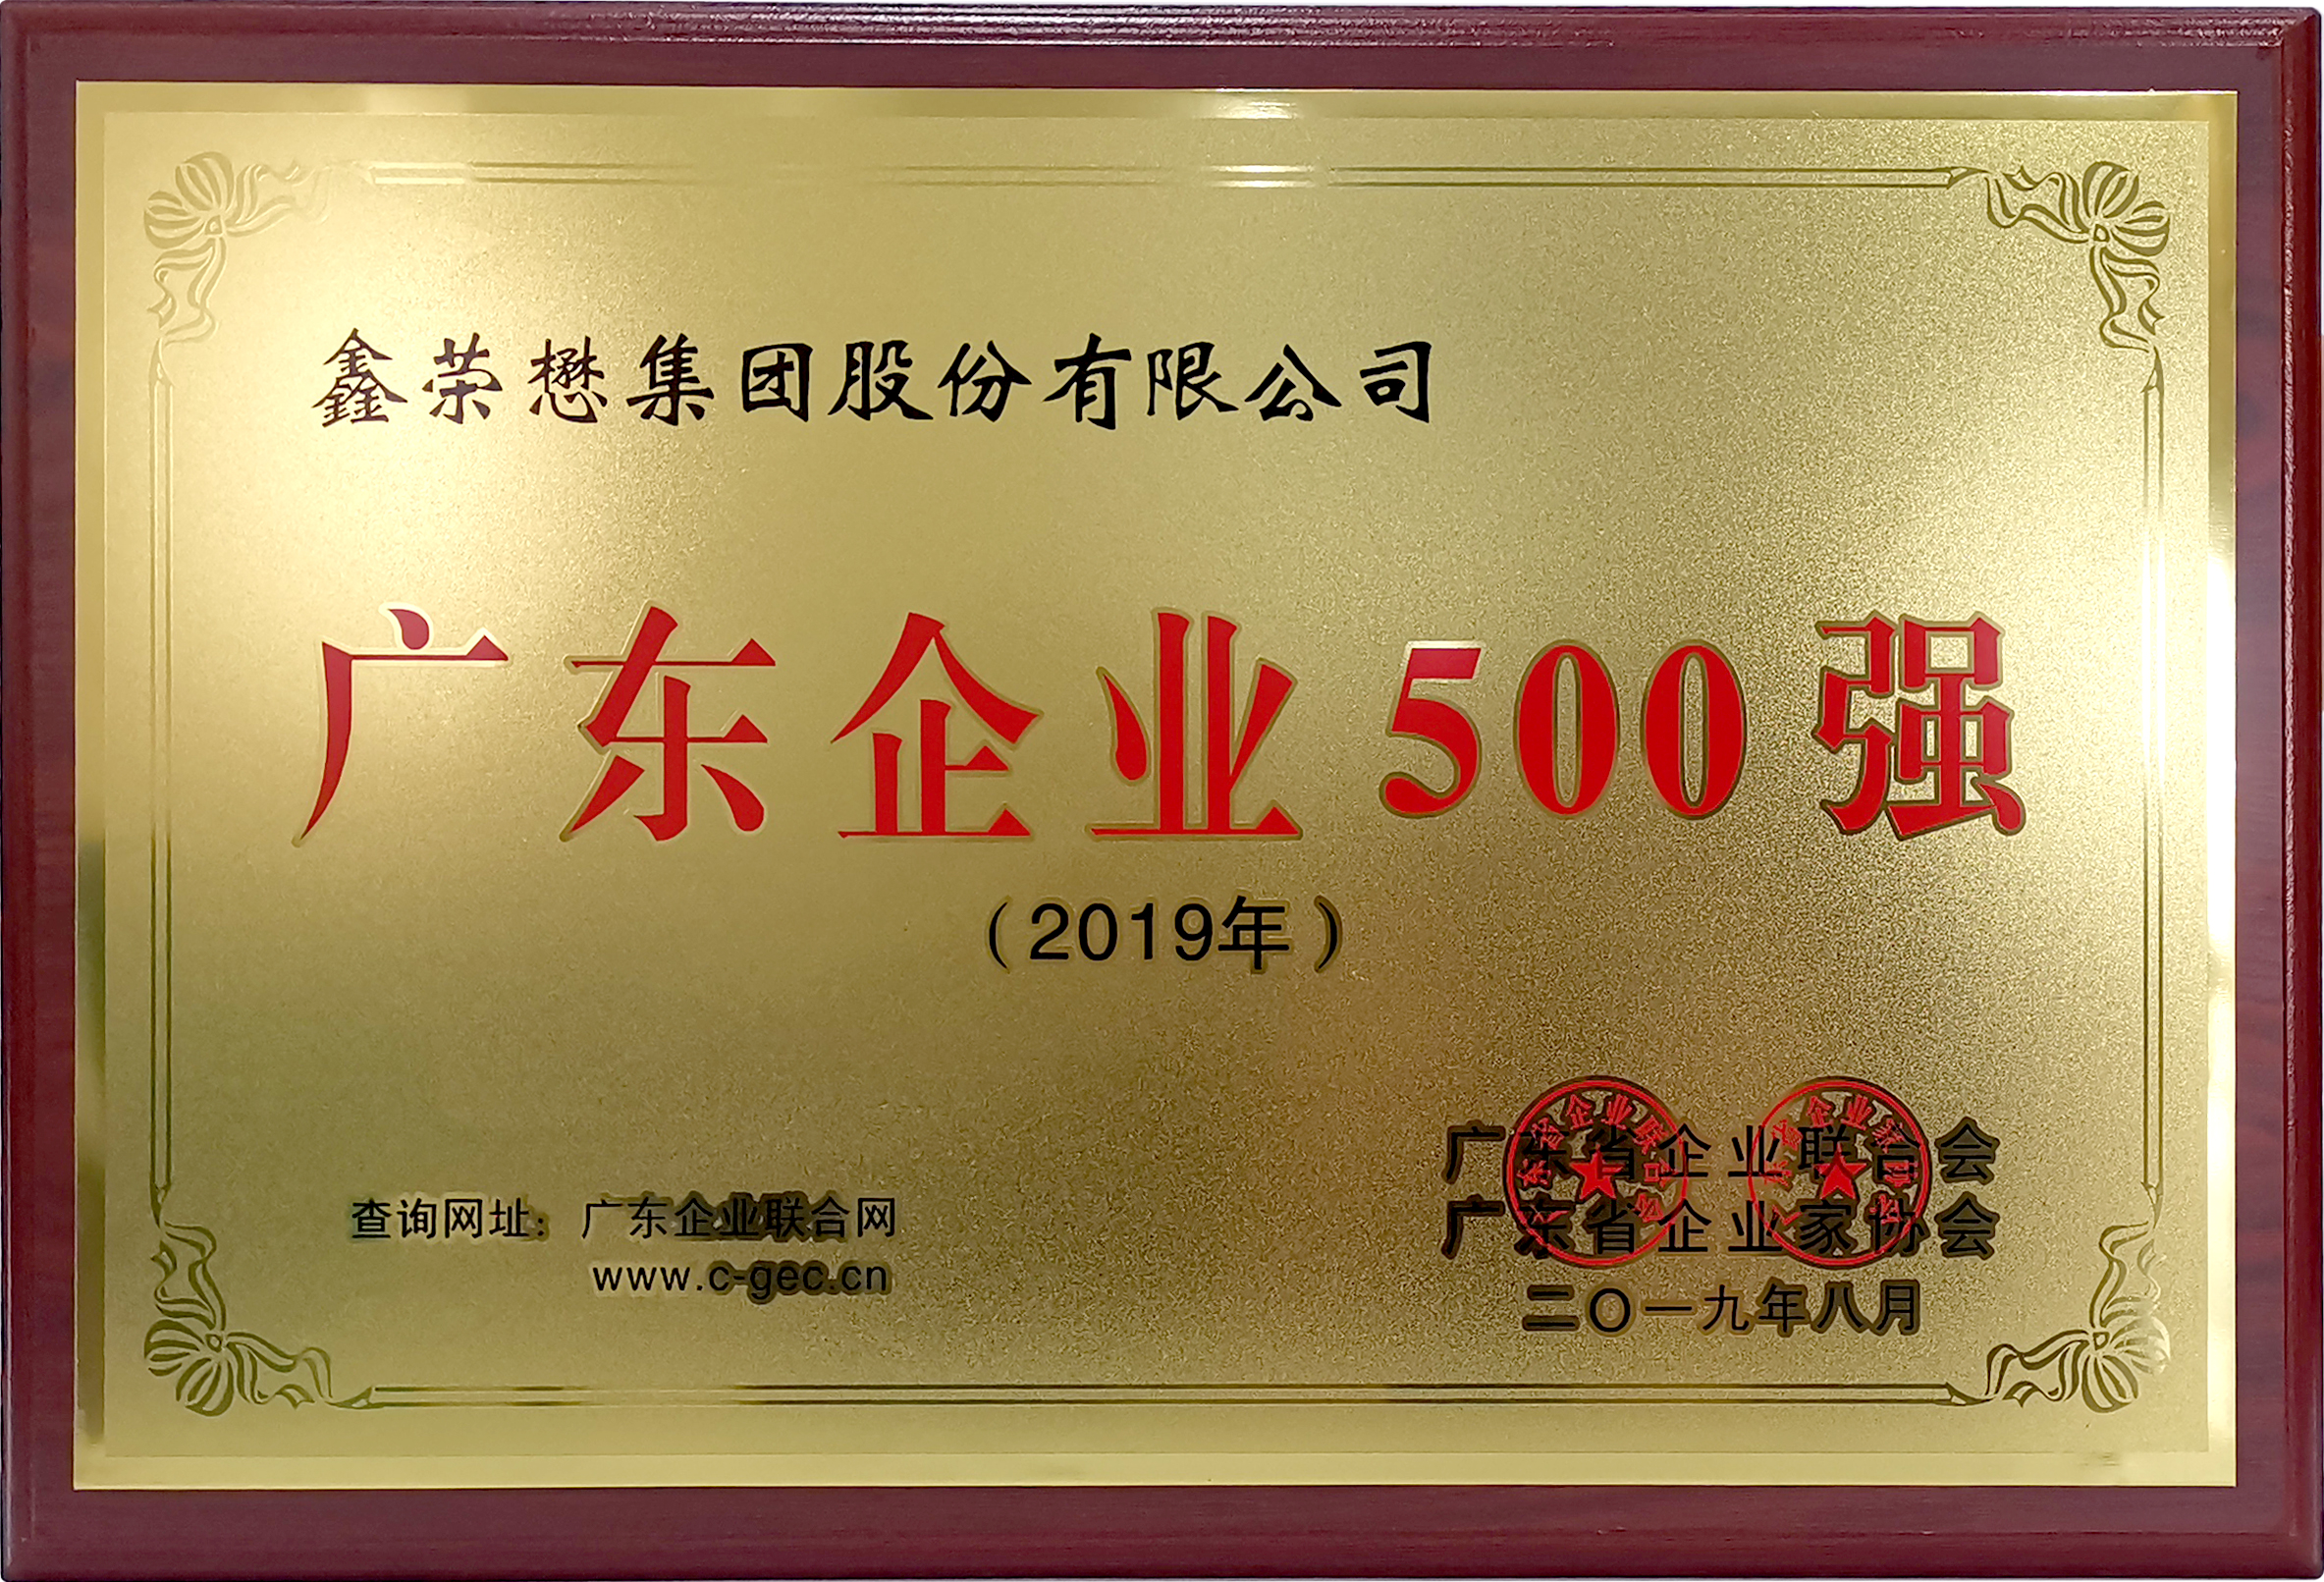 鑫荣懋集团股份有限公司
广东企业500强
（2019年）
广东省企业联合会
广东省企业家协会
二〇一九年八月
查询网址：广东企业联合网
www.c-gec.cn